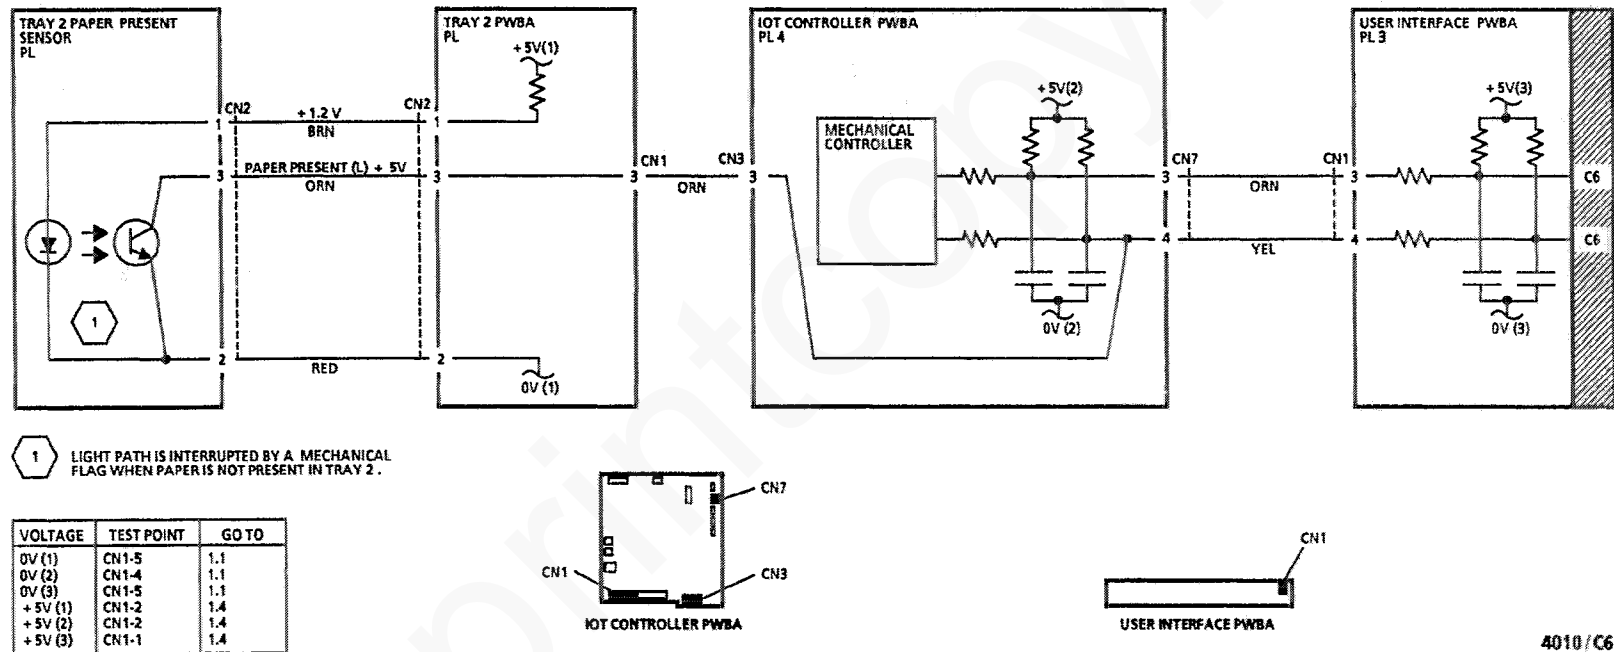 TRAY 2 PAPER PRESENT
SENSOR
PL
TRAY 2 PWBA
PL
+5V(1)
IOT CONTROLLER PWBA
PL 4
USER INTERFACE PWBA
PL 3
+5V(2)
+5V(3)
CN2
CN2
1
+1.2 V
BRN
1
MECHANICAL
CONTROLLER
3
PAPER PRESENT (L) + 5V
ORN
3
CN1
3
ORN
CN3
3
CN7
3
ORN
CN1
3
C6
4
YEL
4
C6
1
0V (2)
0V (3)
2
RED
2
0V (1)
1
LIGHT PATH IS INTERRUPTED BY A MECHANICAL
FLAG WHEN PAPER IS NOT PRESENT IN TRAY 2 .
VOLTAGE TEST POINT GO TO
0V (1) CN1-5 1.1
0V (2) CN1-4 1.1
0V (3) CN1-5 1.1
+5V (1) CN1-2 1.4
+5V (2) CN1-2 1.4
+5V (3) CN1-1 1.4
CN7
CN1
CN3
IOT CONTROLLER PWBA
CN1
USER INTERFACE PWBA
4010/C6
printcopy.